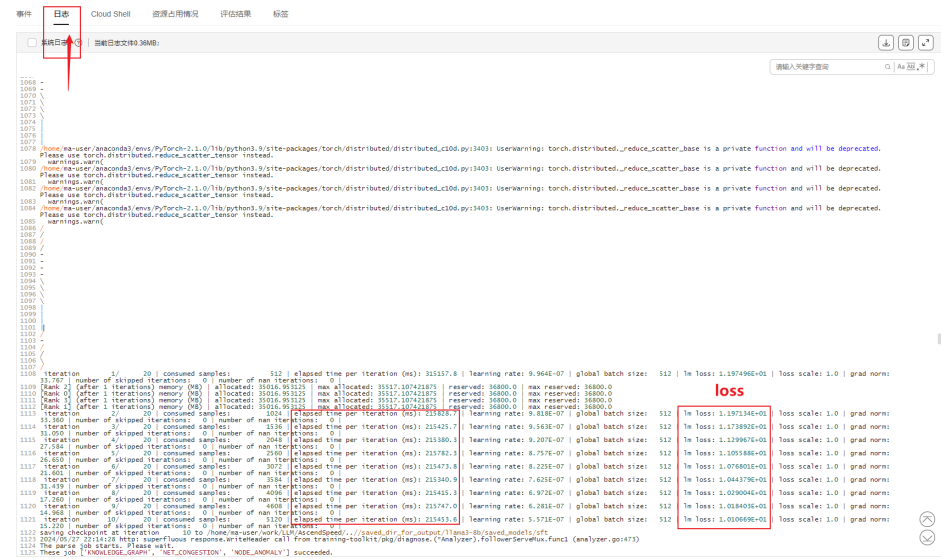 事件 日志 Cloud Shell 资源占用情况 评估结果 标签
系统日志 当前日志文件0.36MB:
请输入关键字查询 Aa
1068 -
1069 -
1070 \
1071 \
1072 \
1073 \
1074 |
1075 |
1076 |
1077 |
1078 /home/ma-user/anaconda3/envs/PyTorch-2.1.0/lib/python3.9/site-packages/torch/distributed/distributed_c10d.py:3403: UserWarning: torch.distributed._reduce_scatter_base is a private function and will be deprecated.
Please use torch.distributed.reduce_scatter_tensor instead.
1079 warnings.warn(
1080 /home/ma-user/anaconda3/envs/PyTorch-2.1.0/lib/python3.9/site-packages/torch/distributed/distributed_c10d.py:3403: UserWarning: torch.distributed._reduce_scatter_base is a private function and will be deprecated.
Please use torch.distributed.reduce_scatter_tensor instead.
1081 warnings.warn(
1082 /home/ma-user/anaconda3/envs/PyTorch-2.1.0/lib/python3.9/site-packages/torch/distributed/distributed_c10d.py:3403: UserWarning: torch.distributed._reduce_scatter_base is a private function and will be deprecated.
Please use torch.distributed.reduce_scatter_tensor instead.
1083 warnings.warn(
1084 /home/ma-user/anaconda3/envs/PyTorch-2.1.0/lib/python3.9/site-packages/torch/distributed/distributed_c10d.py:3403: UserWarning: torch.distributed._reduce_scatter_base is a private function and will be deprecated.
Please use torch.distributed.reduce_scatter_tensor instead.
1085 warnings.warn(
1086 /
1087 /
1088 /
1089 /
1090 -
1091 -
1092 -
1093 -
1094 \
1095 \
1096 \
1097 \
1098 |
1099 |
1100 |
1101 |
1102 /
1103 -
1104 /
1105 /
1106 \
1107 /
loss
1108 iteration 1/ 20 | consumed samples: 512 | elapsed time per iteration (ms): 315157.8 | learning rate: 9.964E-07 | global batch size: 512 | lm loss: 1.197496E+01 | loss scale: 1.0 | grad norm:
33.767 | number of skipped iterations: 0 | number of nan iterations: 0 |
1109 [Rank 2] (after 1 iterations) memory (MB) | allocated: 35016.953125 | max allocated: 35517.107421875 | reserved: 36800.0 | max reserved: 36800.0
1110 [Rank 0] (after 1 iterations) memory (MB) | allocated: 35016.953125 | max allocated: 35517.107421875 | reserved: 36800.0 | max reserved: 36800.0
1111 [Rank 3] (after 1 iterations) memory (MB) | allocated: 35016.953125 | max allocated: 35517.107421875 | reserved: 36800.0 | max reserved: 36800.0
1112 [Rank 1] (after 1 iterations) memory (MB) | allocated: 35016.953125 | max allocated: 35517.107421875 | reserved: 36800.0 | max reserved: 36800.0
1113 iteration 2/ 20 | consumed samples: 1024 | elapsed time per iteration (ms): 215828.7 | learning rate: 9.818E-07 | global batch size: 512 | lm loss: 1.197134E+01 | loss scale: 1.0 | grad norm:
33.360 | number of skipped iterations: 0 | number of nan iterations: 0 |
1114 iteration 3/ 20 | consumed samples: 1536 | elapsed time per iteration (ms): 215425.7 | learning rate: 9.563E-07 | global batch size: 512 | lm loss: 1.173892E+01 | loss scale: 1.0 | grad norm:
31.050 | number of skipped iterations: 0 | number of nan iterations: 0 |
1115 iteration 4/ 20 | consumed samples: 2048 | elapsed time per iteration (ms): 215380.3 | learning rate: 9.207E-07 | global batch size: 512 | lm loss: 1.129967E+01 | loss scale: 1.0 | grad norm:
27.584 | number of skipped iterations: 0 | number of nan iterations: 0 |
1116 iteration 5/ 20 | consumed samples: 2560 | elapsed time per iteration (ms): 215782.3 | learning rate: 8.757E-07 | global batch size: 512 | lm loss: 1.105588E+01 | loss scale: 1.0 | grad norm:
26.650 | number of skipped iterations: 0 | number of nan iterations: 0 |
1117 iteration 6/ 20 | consumed samples: 3072 | elapsed time per iteration (ms): 215473.8 | learning rate: 8.225E-07 | global batch size: 512 | lm loss: 1.076801E+01 | loss scale: 1.0 | grad norm:
21.601 | number of skipped iterations: 0 | number of nan iterations: 0 |
1118 iteration 7/ 20 | consumed samples: 3584 | elapsed time per iteration (ms): 215340.9 | learning rate: 7.625E-07 | global batch size: 512 | lm loss: 1.044379E+01 | loss scale: 1.0 | grad norm:
31.439 | number of skipped iterations: 0 | number of nan iterations: 0 |
1119 iteration 8/ 20 | consumed samples: 4096 | elapsed time per iteration (ms): 215415.3 | learning rate: 6.972E-07 | global batch size: 512 | lm loss: 1.029004E+01 | loss scale: 1.0 | grad norm:
17.260 | number of skipped iterations: 0 | number of nan iterations: 0 |
1120 iteration 9/ 20 | consumed samples: 4608 | elapsed time per iteration (ms): 215747.0 | learning rate: 6.281E-07 | global batch size: 512 | lm loss: 1.018403E+01 | loss scale: 1.0 | grad norm:
14.968 | number of skipped iterations: 0 | number of nan iterations: 0 |
1121 iteration 10/ 20 | consumed samples: 5120 | elapsed time per iteration (ms): 215453.6 | learning rate: 5.571E-07 | global batch size: 512 | lm loss: 1.010669E+01 | loss scale: 1.0 | grad norm:
15.220 | number of skipped iterations: 0 | number of nan iterations: 0 |
1122 saving checkpoint at iteration 10 to /home/ma-user/work/LLM/AscendSpeed/../saved_dir_for_output/llama3-8b/saved_models/sft
1123 2024/05/27 22:14:28 http: superfluous response.WriteHeader call from training-toolkit/pkg/diagnose.(*Analyzer).followerServeMux.func1 (analyzer.go:473)
1124 The parse job starts. Please wait.
1125 These job ['KNOWLEDGE_GRAPH', 'NET_CONGESTION', 'NODE_ANOMALY'] succeeded.